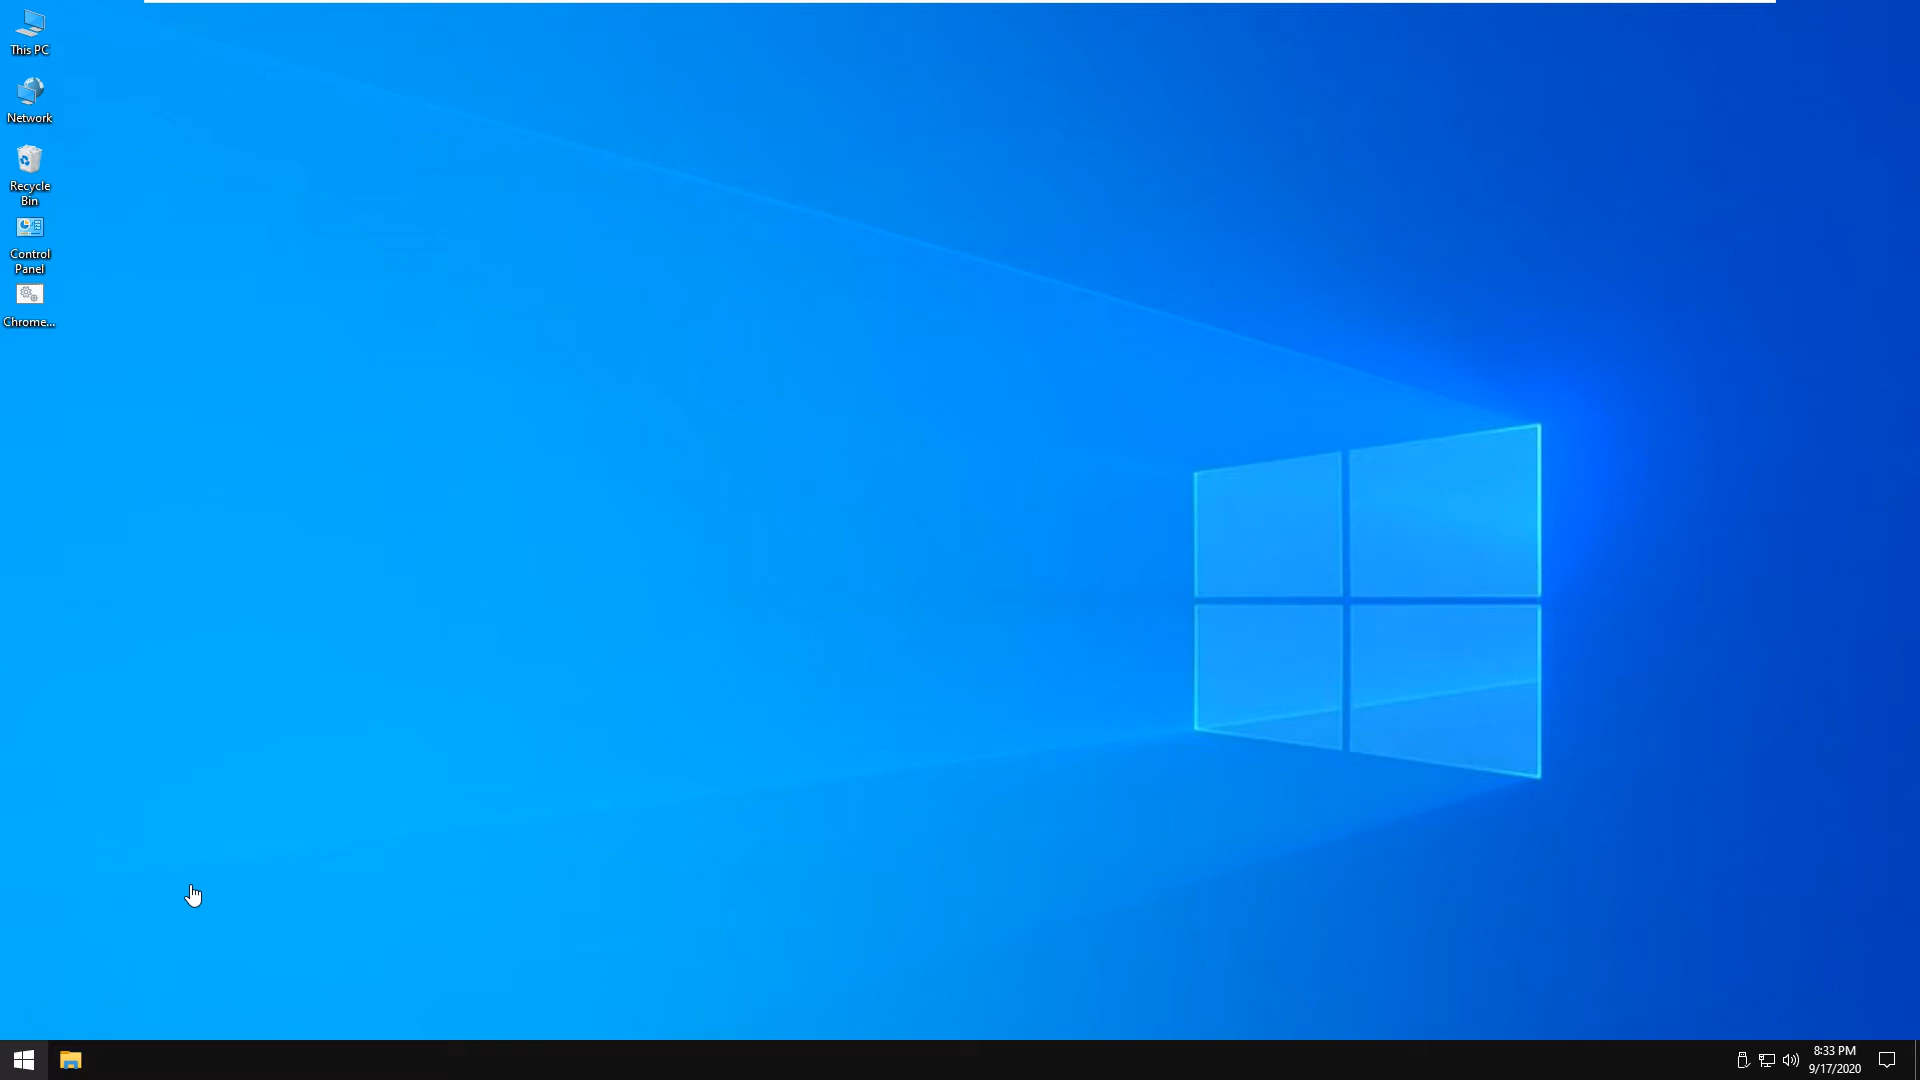 This PC
Network
Recycle
Bin
Control
Panel
Chrome...
8:33 PM
9/17/2020